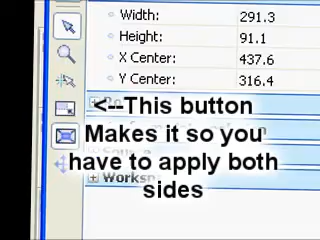 Width: 291.3
Height: 91.1
X Center: 437.6
Y Center: 316.4
<--This button
Makes it so you
have to apply both
sides
Worksp